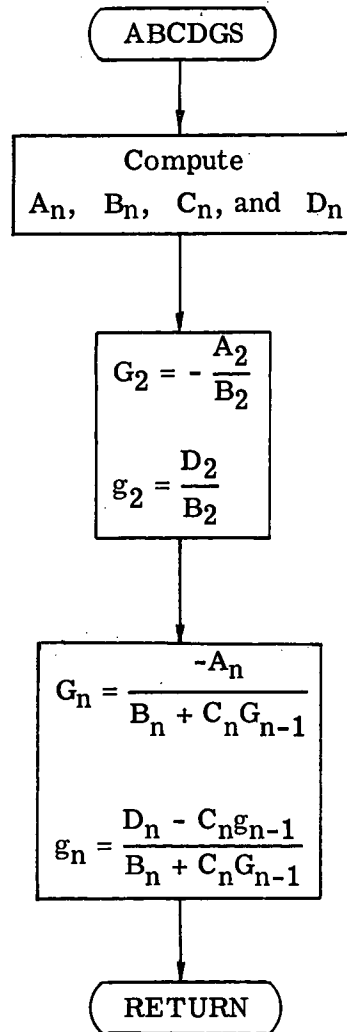 ABCDGS
Compute
Aₙ, Bₙ, Cₙ, and Dₙ
G₂ = - A₂/B₂
g₂ = D₂/B₂
Gₙ = -Aₙ/(Bₙ + CₙGₙ₋₁)
gₙ = (Dₙ - Cₙgₙ₋₁)/(Bₙ + CₙGₙ₋₁)
RETURN